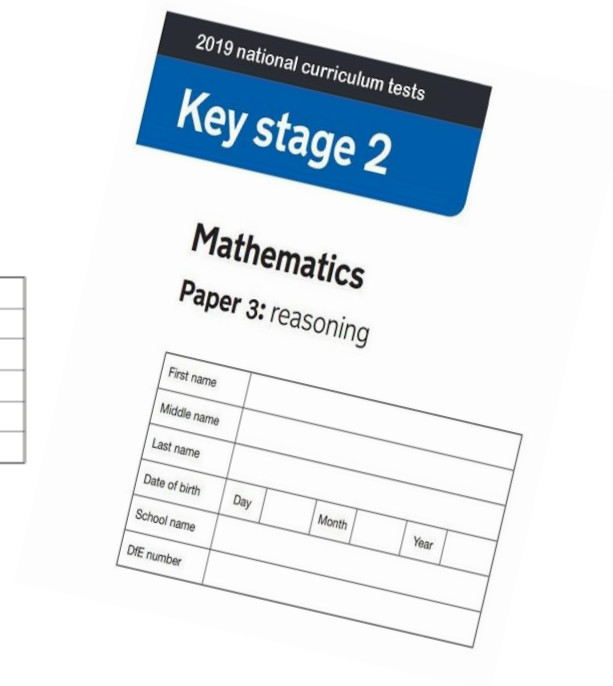 2019 national curriculum tests
Key stage 2
Mathematics
Paper 3: reasoning
First name
Middle name
Last name
Date of birth Day Month Year
School name
DfE number